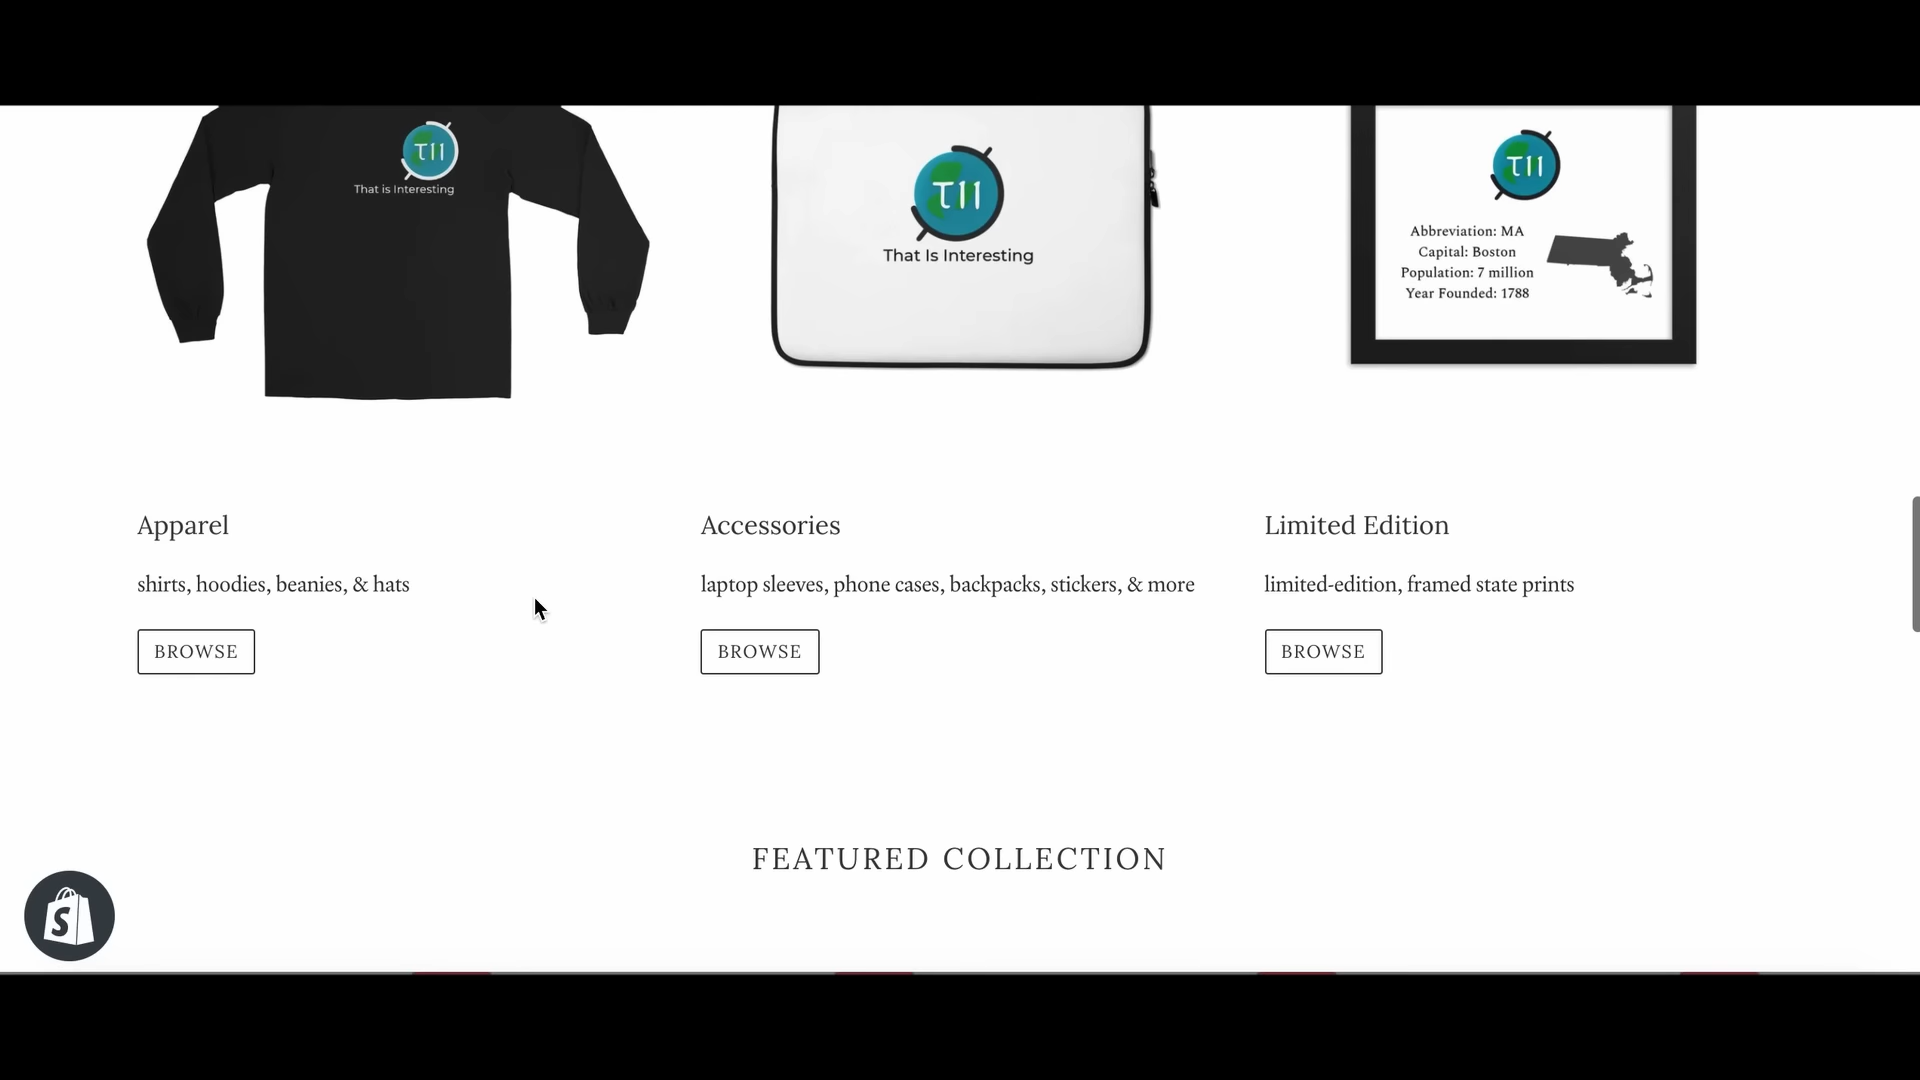 TII
That is Interesting
TII
That Is Interesting
TII
Abbreviation: MA
Capital: Boston
Population: 7 million
Year Founded: 1788
Apparel
shirts, hoodies, beanies, & hats
BROWSE
Accessories
laptop sleeves, phone cases, backpacks, stickers, & more
BROWSE
Limited Edition
limited-edition, framed state prints
BROWSE
FEATURED COLLECTION
S